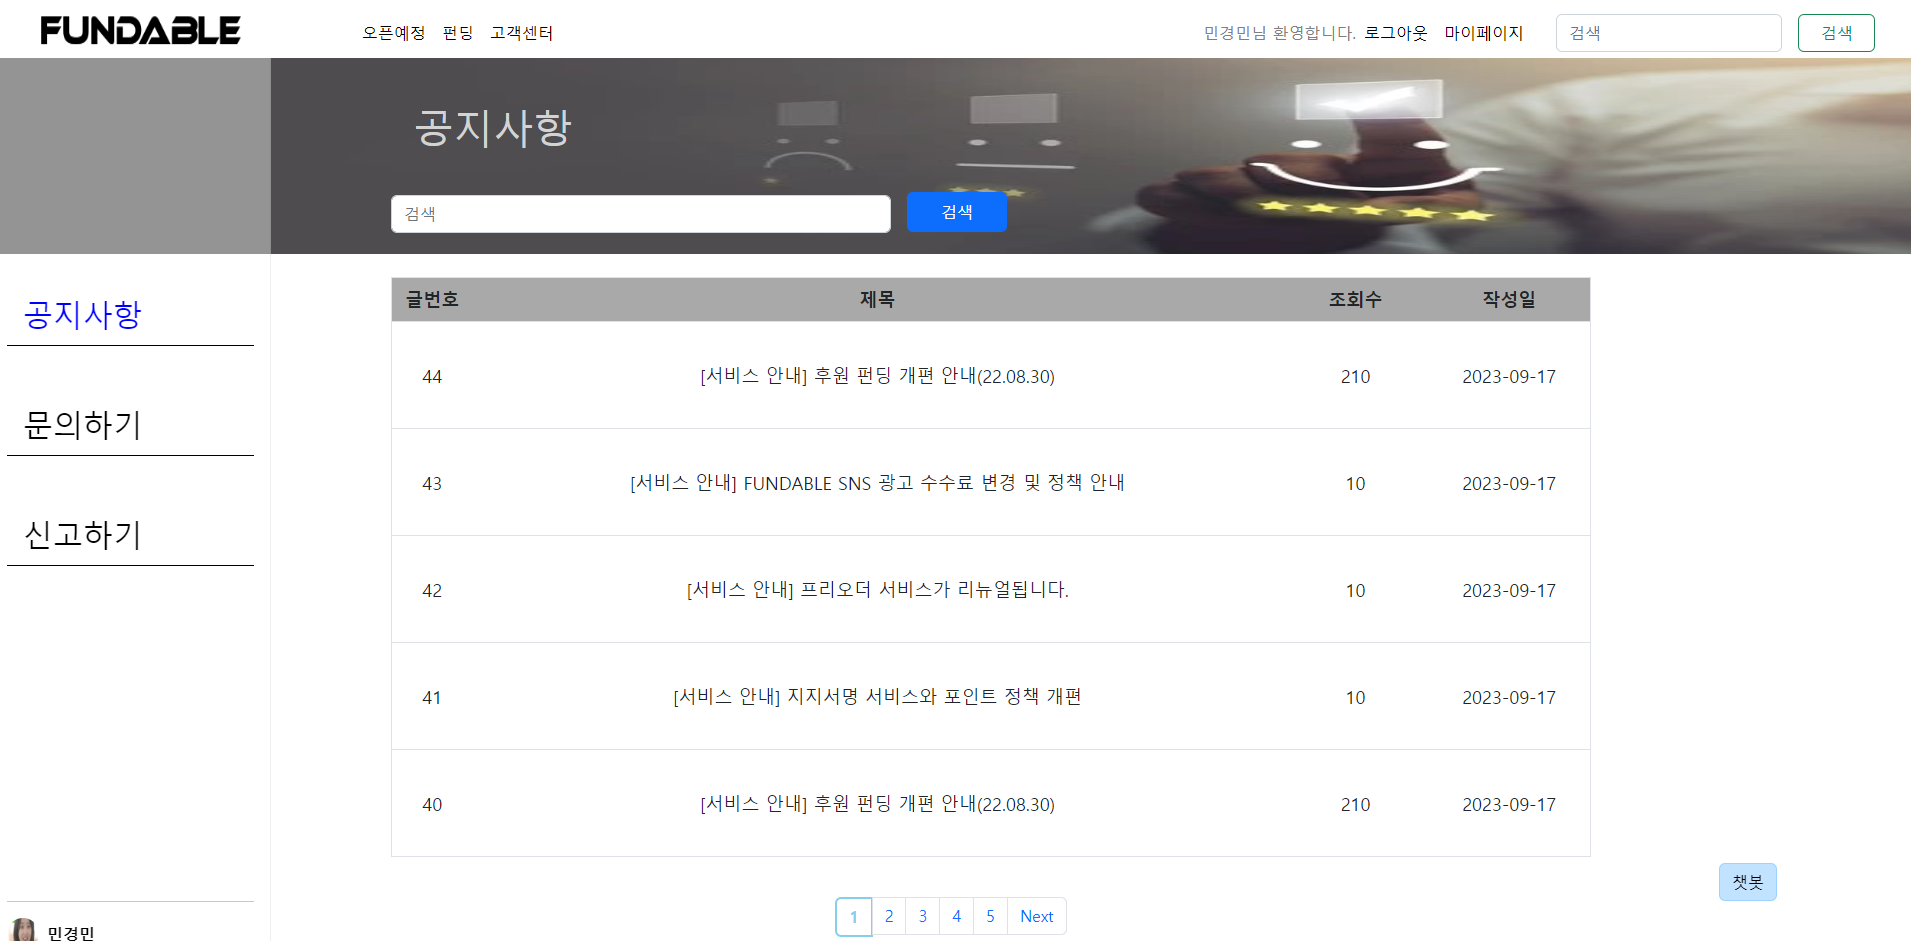 FUNDABLE
오픈예정 펀딩 고객센터
민경민님 환영합니다. 로그아웃 마이페이지 검색 검색
공지사항
검색 검색
공지사항
문의하기
신고하기
글번호 제목 조회수 작성일
44 [서비스 안내] 후원 펀딩 개편 안내(22.08.30) 210 2023-09-17
43 [서비스 안내] FUNDABLE SNS 광고 수수료 변경 및 정책 안내 10 2023-09-17
42 [서비스 안내] 프리오더 서비스가 리뉴얼됩니다. 10 2023-09-17
41 [서비스 안내] 지지서명 서비스와 포인트 정책 개편 10 2023-09-17
40 [서비스 안내] 후원 펀딩 개편 안내(22.08.30) 210 2023-09-17
챗봇
1 2 3 4 5 Next
민경민